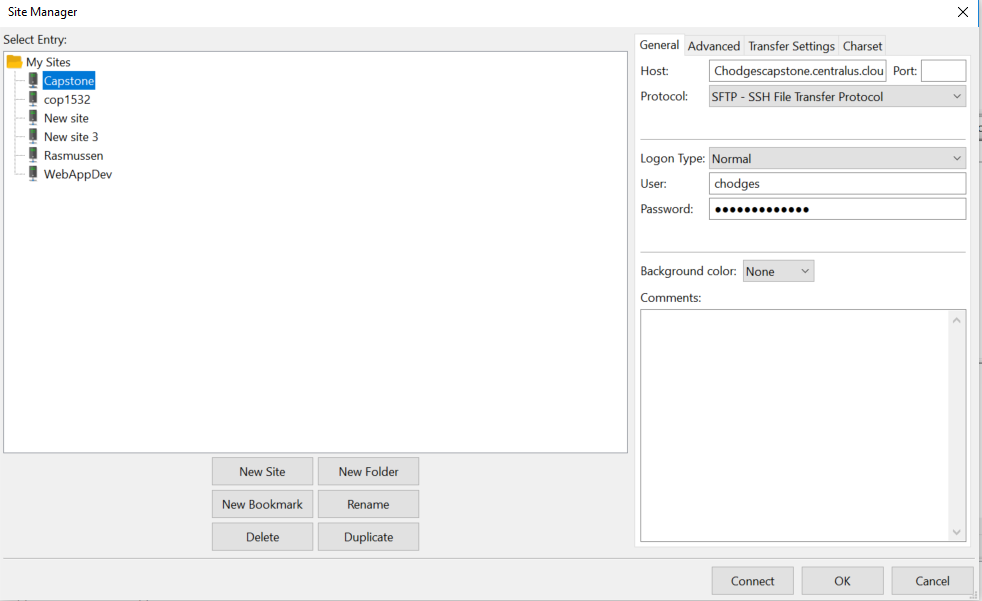 Site Manager
Select Entry:
My Sites
Capstone
cop1532
New site
New site 3
Rasmussen
WebAppDev
New Site
New Folder
New Bookmark
Rename
Delete
Duplicate
General Advanced Transfer Settings Charset
Host: Chodgescapstone.centralus.clou Port:
Protocol: SFTP - SSH File Transfer Protocol
Logon Type: Normal
User: chodges
Password: •••••••••••••
Background color: None
Comments:
Connect OK Cancel